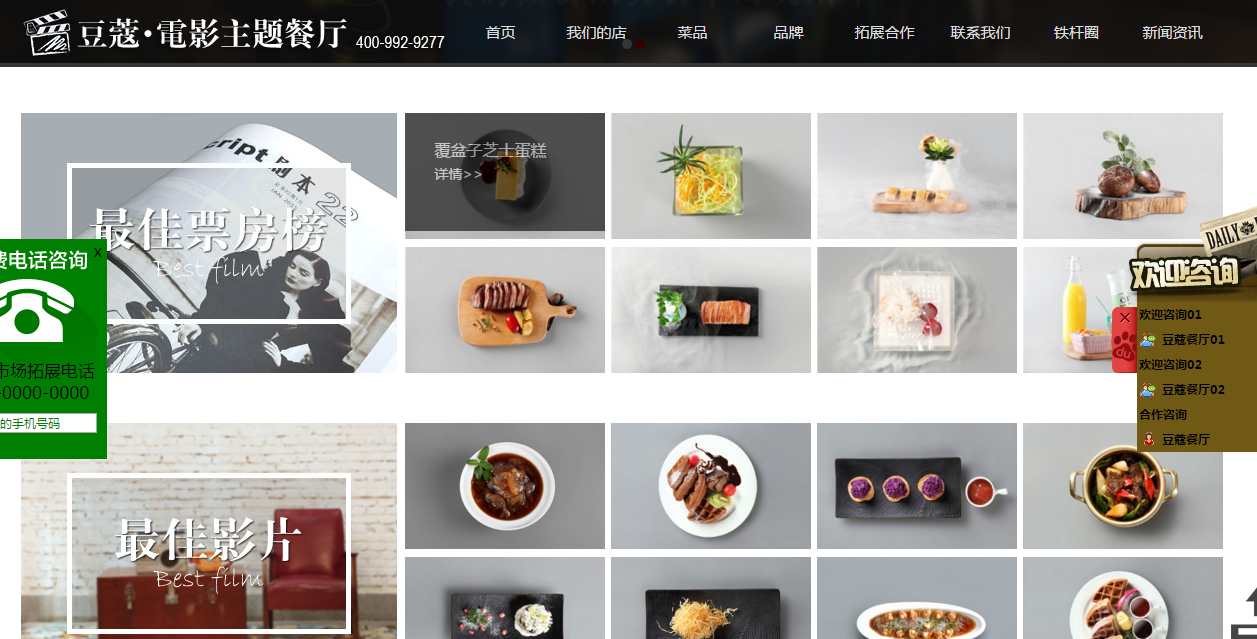 豆蔻·電影主题餐厅
400-992-9277
首页
我们的店
菜品
品牌
拓展合作
联系我们
铁杆圈
新闻资讯
cript 剧本
22
最佳票房榜
Best film
覆盆子芝士蛋糕
详情>>
费电话咨询
X
市场拓展电话
-0000-0000
的手机号码
DAILY
欢迎咨询
欢迎咨询01
豆蔻餐厅01
欢迎咨询02
豆蔻餐厅02
合作咨询
豆蔻餐厅
最佳影片
Best film